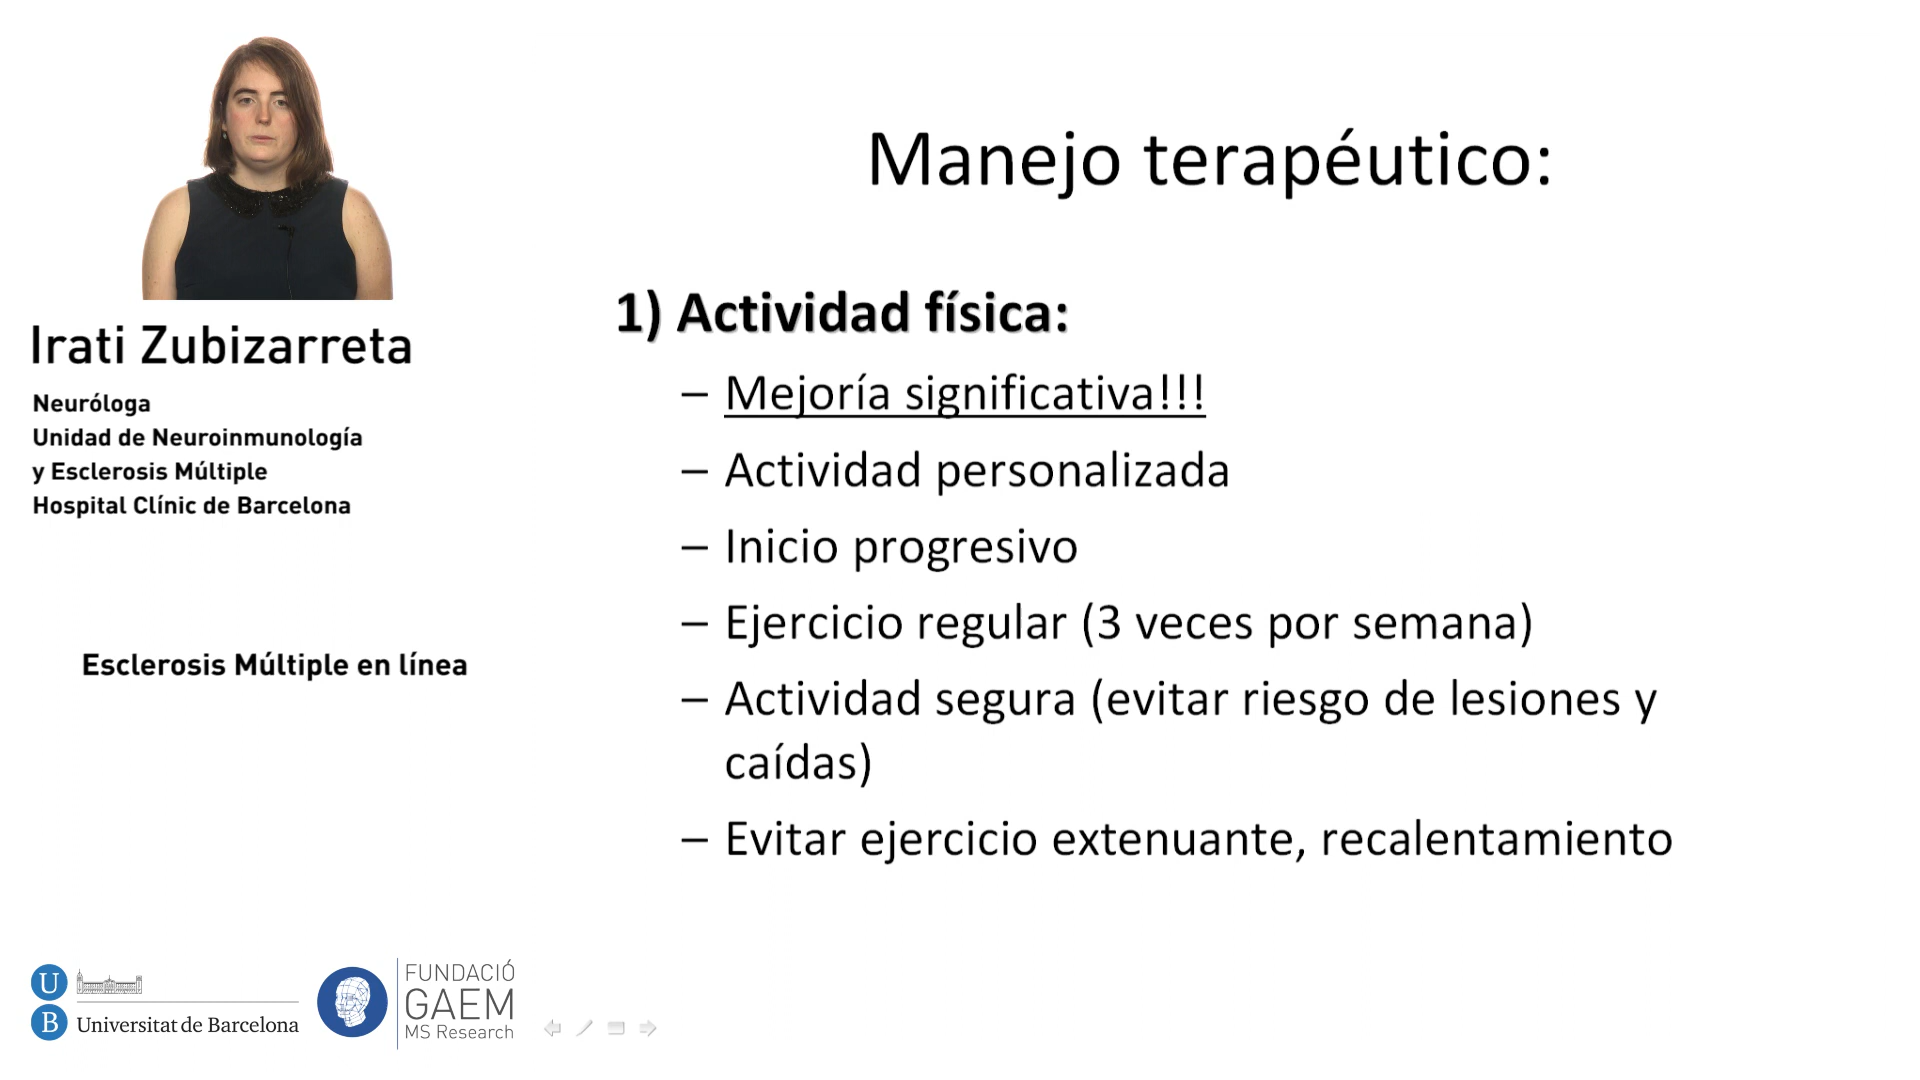 Manejo terapéutico:
1) Actividad física:
– Mejoría significativa!!!
– Actividad personalizada
– Inicio progresivo
– Ejercicio regular (3 veces por semana)
– Actividad segura (evitar riesgo de lesiones y
caídas)
– Evitar ejercicio extenuante, recalentamiento
Irati Zubizarreta
Neuróloga
Unidad de Neuroinmunología
y Esclerosis Múltiple
Hospital Clínic de Barcelona
Esclerosis Múltiple en línea
U
B
Universitat de Barcelona
FUNDACIÓ
GAEM
MS Research